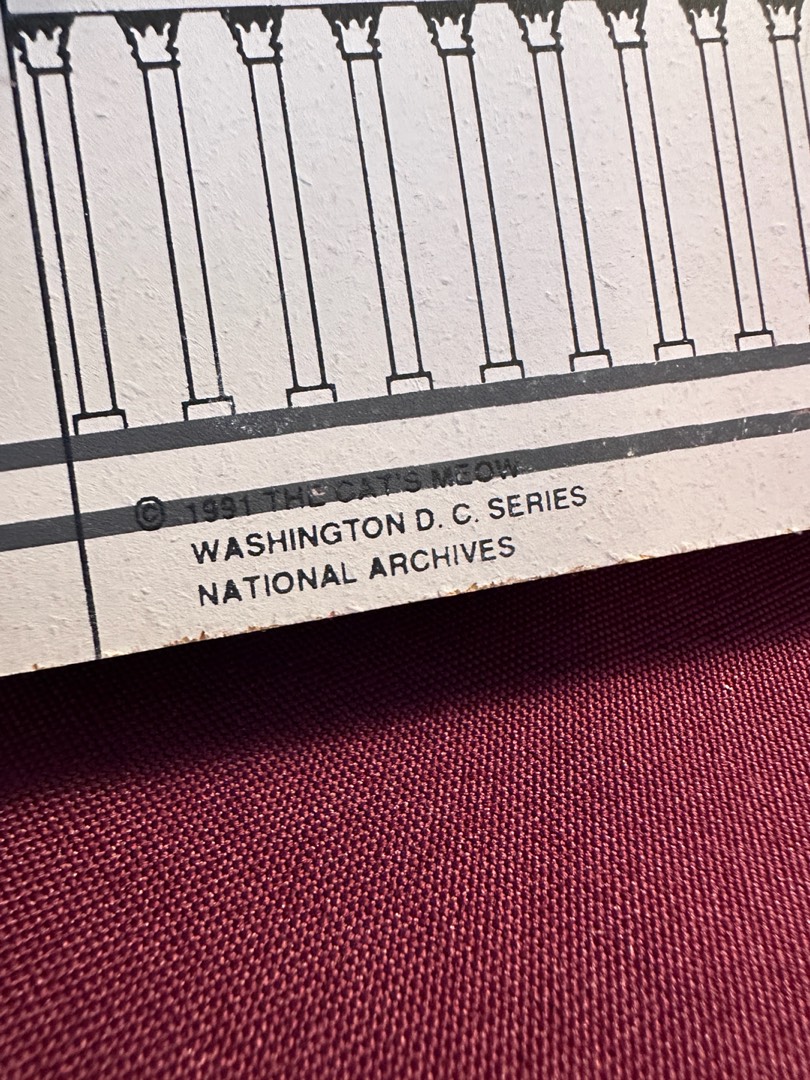 © 1991 THE CAT'S MEOW
WASHINGTON D. C. SERIES
NATIONAL ARCHIVES